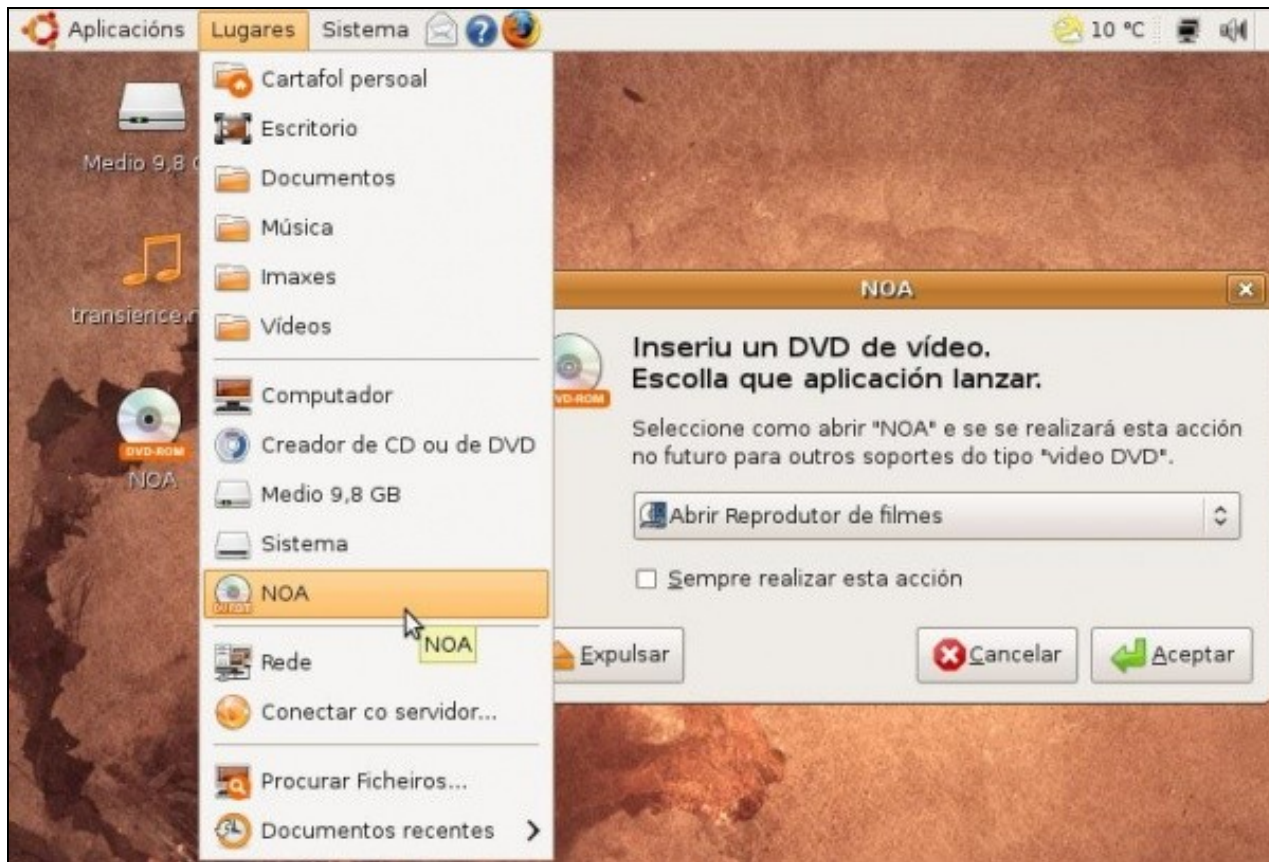 Aplicacións Lugares Sistema 10 ºC
Medio 9,8
transience.
DVD-ROM
NOA
Cartafol persoal
Escritorio
Documentos
Música
Imaxes
Vídeos
Computador
Creador de CD ou de DVD
Medio 9,8 GB
Sistema
NOA
NOA
Rede
Conectar co servidor...
Procurar Ficheiros...
Documentos recentes
NOA
Inseriu un DVD de vídeo.
Escolla que aplicación lanzar.
Seleccione como abrir "NOA" e se se realizará esta acción
no futuro para outros soportes do tipo "video DVD".
Abrir Reprodutor de filmes
Sempre realizar esta acción
Expulsar Cancelar Aceptar